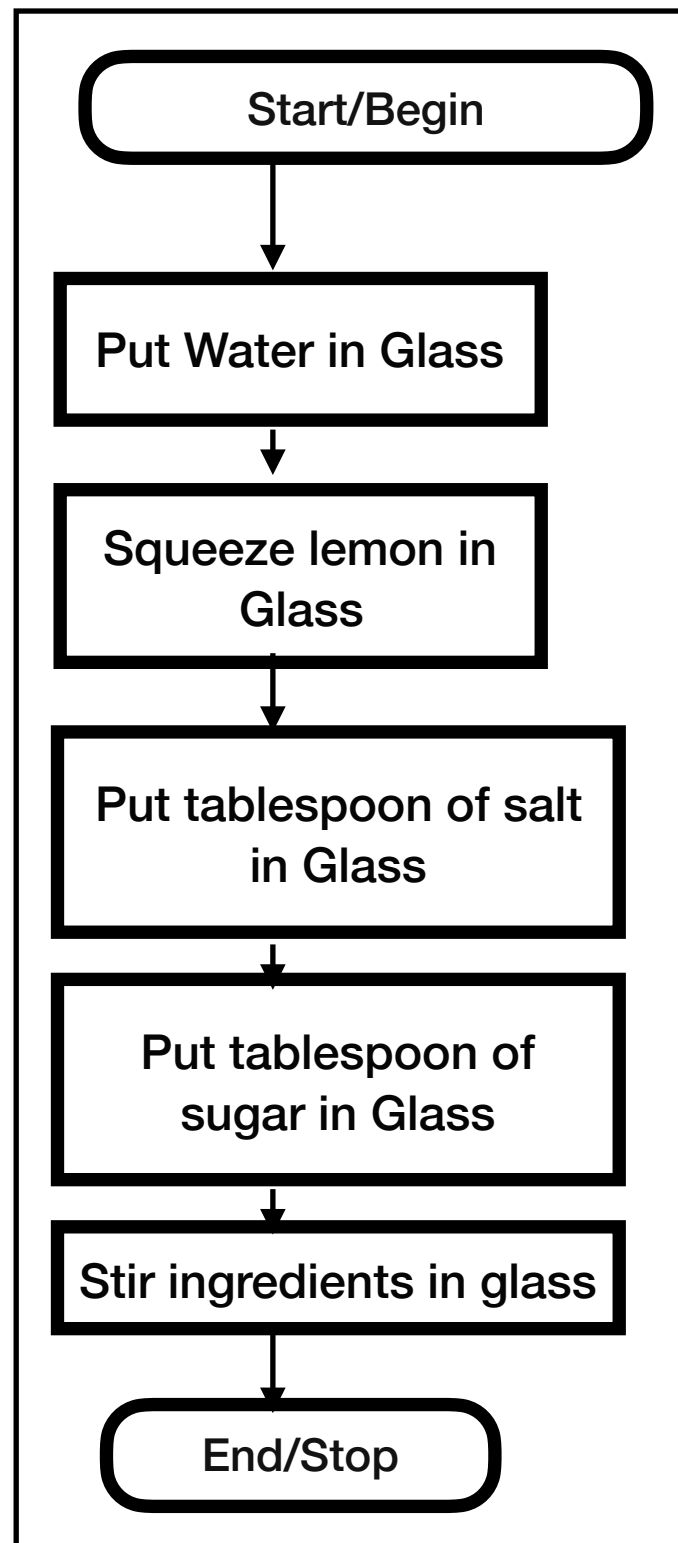 Start/Begin
Put Water in Glass
Squeeze lemon in
Glass
Put tablespoon of salt
in Glass
Put tablespoon of
sugar in Glass
Stir ingredients in glass
End/Stop